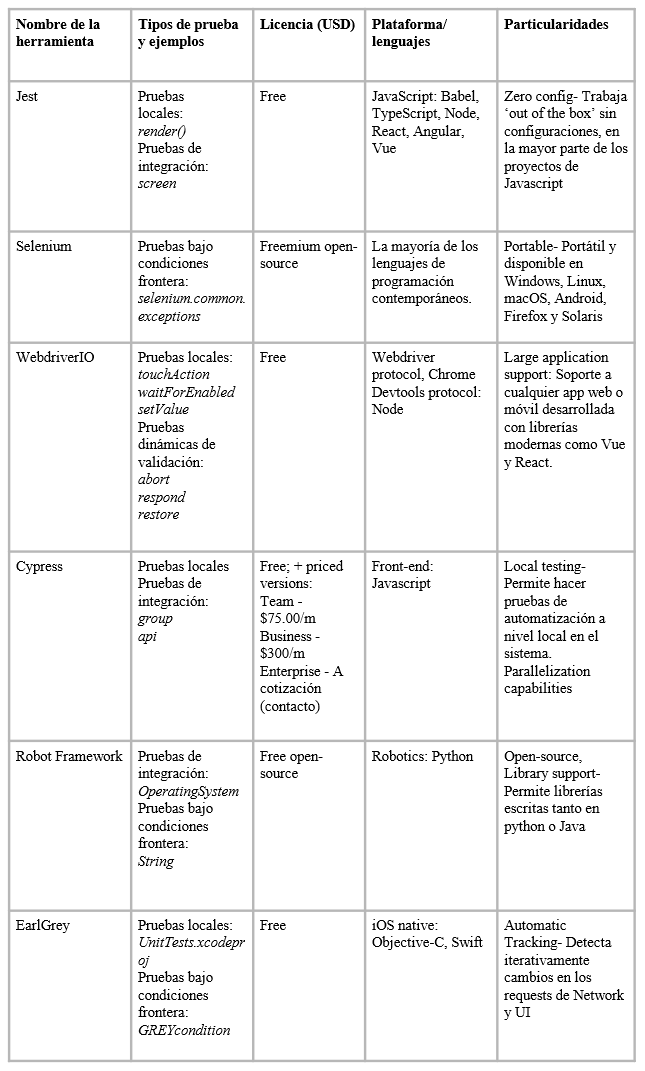 Nombre de la
herramienta
Tipos de prueba
y ejemplos
Licencia (USD)
Plataforma/
lenguajes
Particularidades
Jest
Pruebas
locales:
render()
Pruebas de
integración:
screen
Free
JavaScript: Babel,
TypeScript, Node,
React, Angular,
Vue
Zero config- Trabaja
‘out of the box’ sin
configuraciones, en
la mayor parte de los
proyectos de
Javascript
Selenium
Pruebas bajo
condiciones
frontera:
selenium.common.
exceptions
Freemium open-
source
La mayoría de los
lenguajes de
programación
contemporáneos.
Portable- Portátil y
disponible en
Windows, Linux,
macOS, Android,
Firefox y Solaris
WebdriverIO
Pruebas locales:
touchAction
waitForEnabled
setValue
Pruebas
dinámicas de
validación:
abort
respond
restore
Free
Webdriver
protocol, Chrome
Devtools protocol:
Node
Large application
support: Soporte a
cualquier app web o
móvil desarrollada
con librerías
modernas como Vue
y React.
Cypress
Pruebas locales
Pruebas de
integración:
group
api
Free; + priced
versions:
Team -
$75.00/m
Business -
$300/m
Enterprise - A
cotización
(contacto)
Front-end:
Javascript
Local testing-
Permite hacer
pruebas de
automatización a
nivel local en el
sistema.
Parallelization
capabilities
Robot Framework
Pruebas de
integración:
OperatingSystem
Pruebas bajo
condiciones
frontera:
String
Free open-
source
Robotics: Python
Open-source,
Library support-
Permite librerías
escritas tanto en
python o Java
EarlGrey
Pruebas locales:
UnitTests.xcodepr
oj
Pruebas bajo
condiciones
frontera:
GREYcondition
Free
iOS native:
Objective-C, Swift
Automatic
Tracking- Detecta
iterativamente
cambios en los
requests de Network
y UI